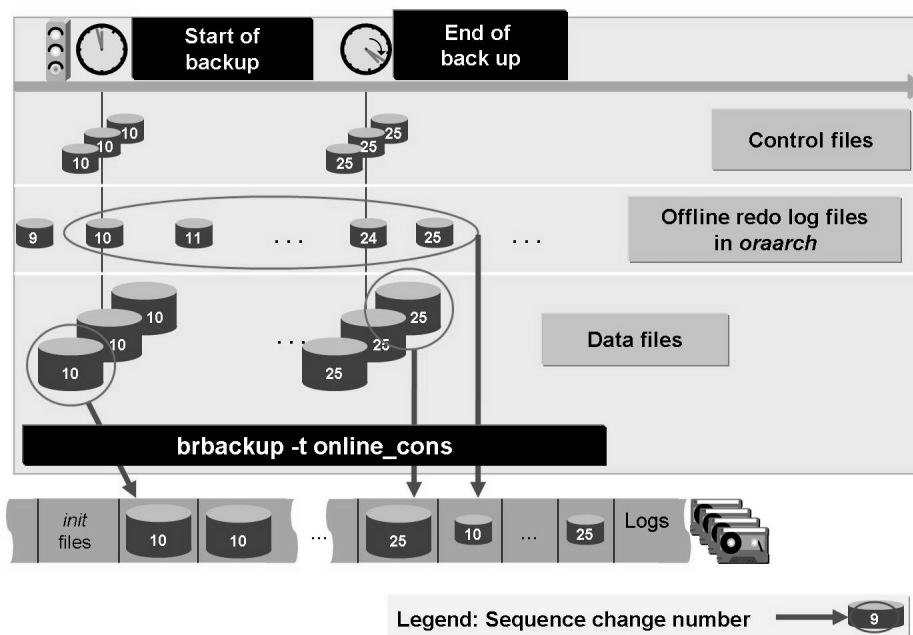 Start of
backup
End of
back up
10
10
10
25
25
25
Control files
9
10
11
. . .
24
25
. . .
Offline redo log files
in oraarch
10
10
10
. . .
25
25
25
Data files
brbackup -t online_cons
init
files
10
10
...
25
10
...
25
Logs
Legend: Sequence change number
9